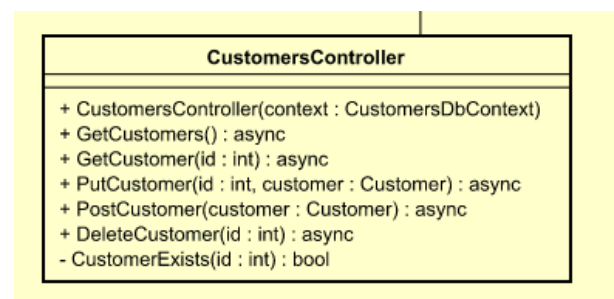 CustomersController
+ CustomersController(context : CustomersDbContext)
+ GetCustomers() : async
+ GetCustomer(id : int) : async
+ PutCustomer(id : int, customer : Customer) : async
+ PostCustomer(customer : Customer) : async
+ DeleteCustomer(id : int) : async
- CustomerExists(id : int) : bool